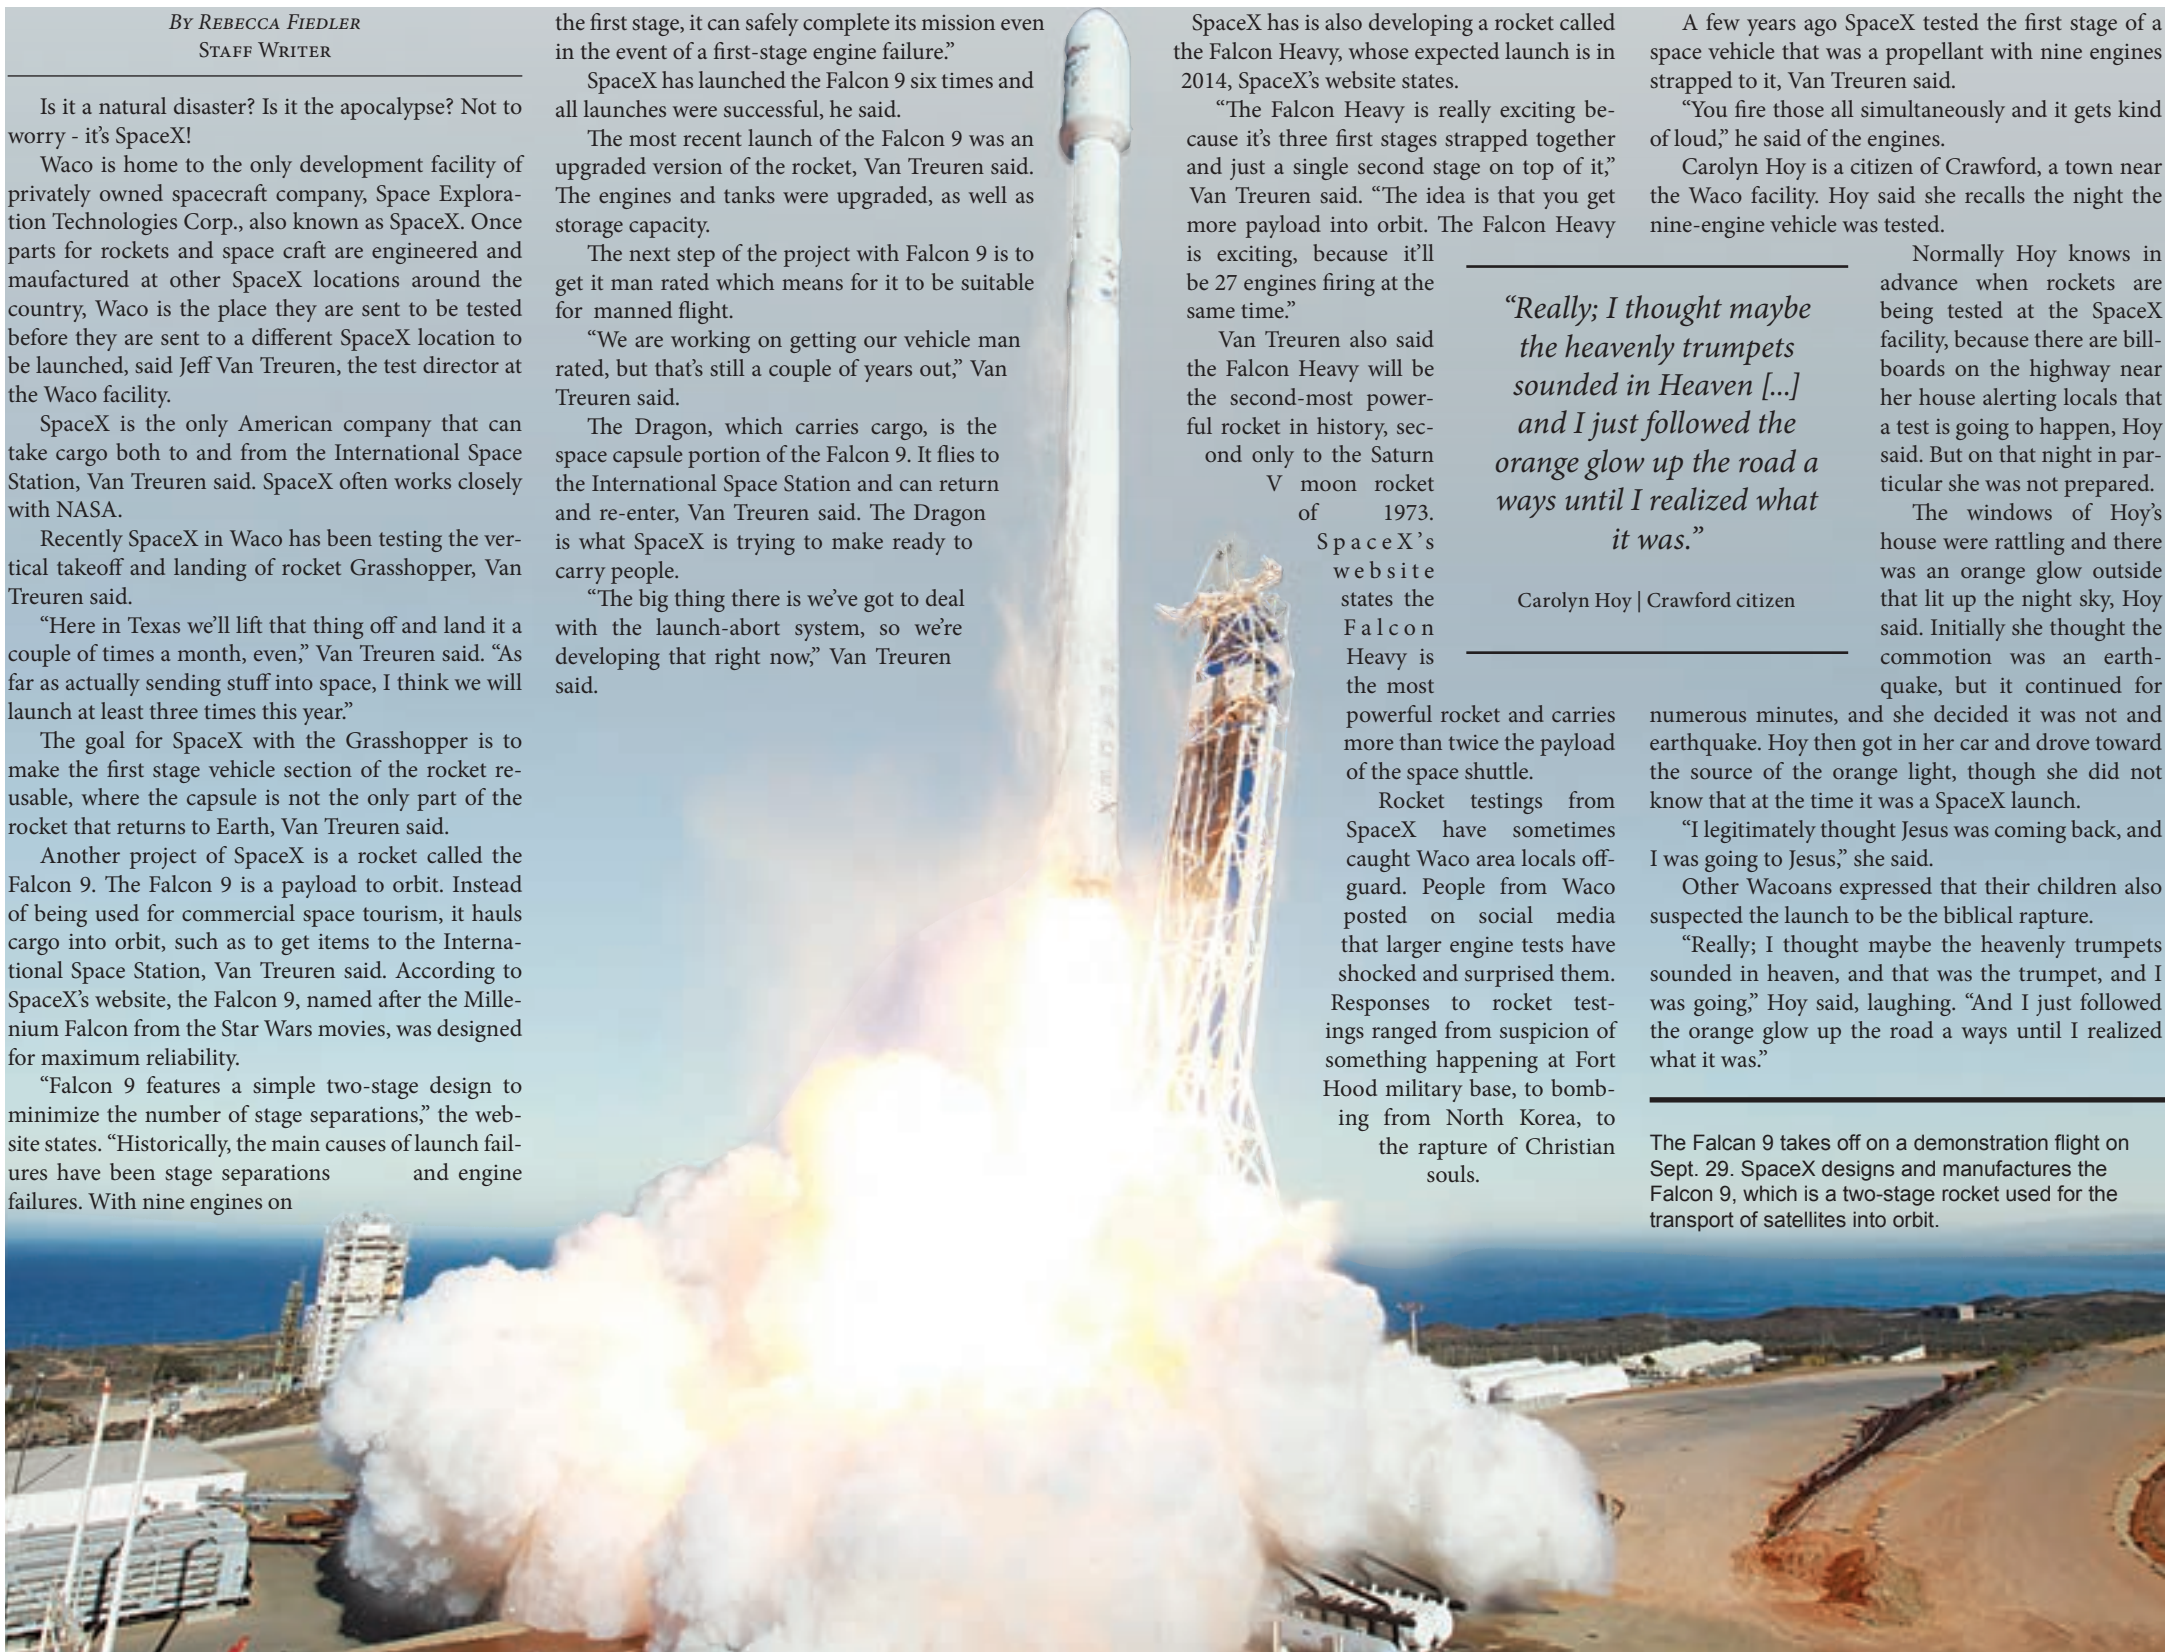 BY REBECCA FIEDLER
STAFF WRITER
Is it a natural disaster? Is it the apocalypse? Not to
worry - it's SpaceX!
Waco is home to the only development facility of
privately owned spacecraft company, Space Explora-
tion Technologies Corp., also known as SpaceX. Once
parts for rockets and space craft are engineered and
maufactured at other SpaceX locations around the
country, Waco is the place they are sent to be tested
before they are sent to a different SpaceX location to
be launched, said Jeff Van Treuren, the test director at
the Waco facility.
SpaceX is the only American company that can
take cargo both to and from the International Space
Station, Van Treuren said. SpaceX often works closely
with NASA.
Recently SpaceX in Waco has been testing the ver-
tical takeoff and landing of rocket Grasshopper, Van
Treuren said.
“Here in Texas we'll lift that thing off and land it a
couple of times a month, even,” Van Treuren said. “As
far as actually sending stuff into space, I think we will
launch at least three times this year.”
The goal for SpaceX with the Grasshopper is to
make the first stage vehicle section of the rocket re-
usable, where the capsule is not the only part of the
rocket that returns to Earth, Van Treuren said.
Another project of SpaceX is a rocket called the
Falcon 9. The Falcon 9 is a payload to orbit. Instead
of being used for commercial space tourism, it hauls
cargo into orbit, such as to get items to the Interna-
tional Space Station, Van Treuren said. According to
SpaceX's website, the Falcon 9, named after the Mille-
nium Falcon from the Star Wars movies, was designed
for maximum reliability.
“Falcon 9 features a simple two-stage design to
minimize the number of stage separations,” the web-
site states. “Historically, the main causes of launch fail-
ures have been stage separations and engine
failures. With nine engines on
the first stage, it can safely complete its mission even
in the event of a first-stage engine failure.”
SpaceX has launched the Falcon 9 six times and
all launches were successful, he said.
The most recent launch of the Falcon 9 was an
upgraded version of the rocket, Van Treuren said.
The engines and tanks were upgraded, as well as
storage capacity.
The next step of the project with Falcon 9 is to
get it man rated which means for it to be suitable
for manned flight.
“We are working on getting our vehicle man
rated, but that's still a couple of years out,” Van
Treuren said.
The Dragon, which carries cargo, is the
space capsule portion of the Falcon 9. It flies to
the International Space Station and can return
and re-enter, Van Treuren said. The Dragon
is what SpaceX is trying to make ready to
carry people.
“The big thing there is we've got to deal
with the launch-abort system, so we're
developing that right now,” Van Treuren
said.
SpaceX has is also developing a rocket called
the Falcon Heavy, whose expected launch is in
2014, SpaceX's website states.
“The Falcon Heavy is really exciting be-
cause it's three first stages strapped together
and just a single second stage on top of it,”
Van Treuren said. “The idea is that you get
more payload into orbit. The Falcon Heavy
is exciting, because it'll
be 27 engines firing at the
same time.”
Van Treuren also said
the Falcon Heavy will be
the second-most power-
ful rocket in history, sec-
ond only to the Saturn
V moon rocket
of 1973.
SpaceX's
website
states the
Falcon
Heavy is
the most
powerful rocket and carries
more than twice the payload
of the space shuttle.
Rocket testings from
SpaceX have sometimes
caught Waco area locals off-
guard. People from Waco
posted on social media
that larger engine tests have
shocked and surprised them.
Responses to rocket test-
ings ranged from suspicion of
something happening at Fort
Hood military base, to bomb-
ing from North Korea, to
the rapture of Christian
souls.
“Really; I thought maybe
the heavenly trumpets
sounded in Heaven [...]
and I just followed the
orange glow up the road a
ways until I realized what
it was.”
Carolyn Hoy | Crawford citizen
A few years ago SpaceX tested the first stage of a
space vehicle that was a propellant with nine engines
strapped to it, Van Treuren said.
“You fire those all simultaneously and it gets kind
of loud,” he said of the engines.
Carolyn Hoy is a citizen of Crawford, a town near
the Waco facility. Hoy said she recalls the night the
nine-engine vehicle was tested.
Normally Hoy knows in
advance when rockets are
being tested at the SpaceX
facility, because there are bill-
boards on the highway near
her house alerting locals that
a test is going to happen, Hoy
said. But on that night in par-
ticular she was not prepared.
The windows of Hoy's
house were rattling and there
was an orange glow outside
that lit up the night sky, Hoy
said. Initially she thought the
commotion was an earth-
quake, but it continued for
numerous minutes, and she decided it was not and
earthquake. Hoy then got in her car and drove toward
the source of the orange light, though she did not
know that at the time it was a SpaceX launch.
“I legitimately thought Jesus was coming back, and
I was going to Jesus,” she said.
Other Wacoans expressed that their children also
suspected the launch to be the biblical rapture.
“Really; I thought maybe the heavenly trumpets
sounded in heaven, and that was the trumpet, and I
was going,” Hoy said, laughing. “And I just followed
the orange glow up the road a ways until I realized
what it was.”
The Falcan 9 takes off on a demonstration flight on
Sept. 29. SpaceX designs and manufactures the
Falcon 9, which is a two-stage rocket used for the
transport of satellites into orbit.